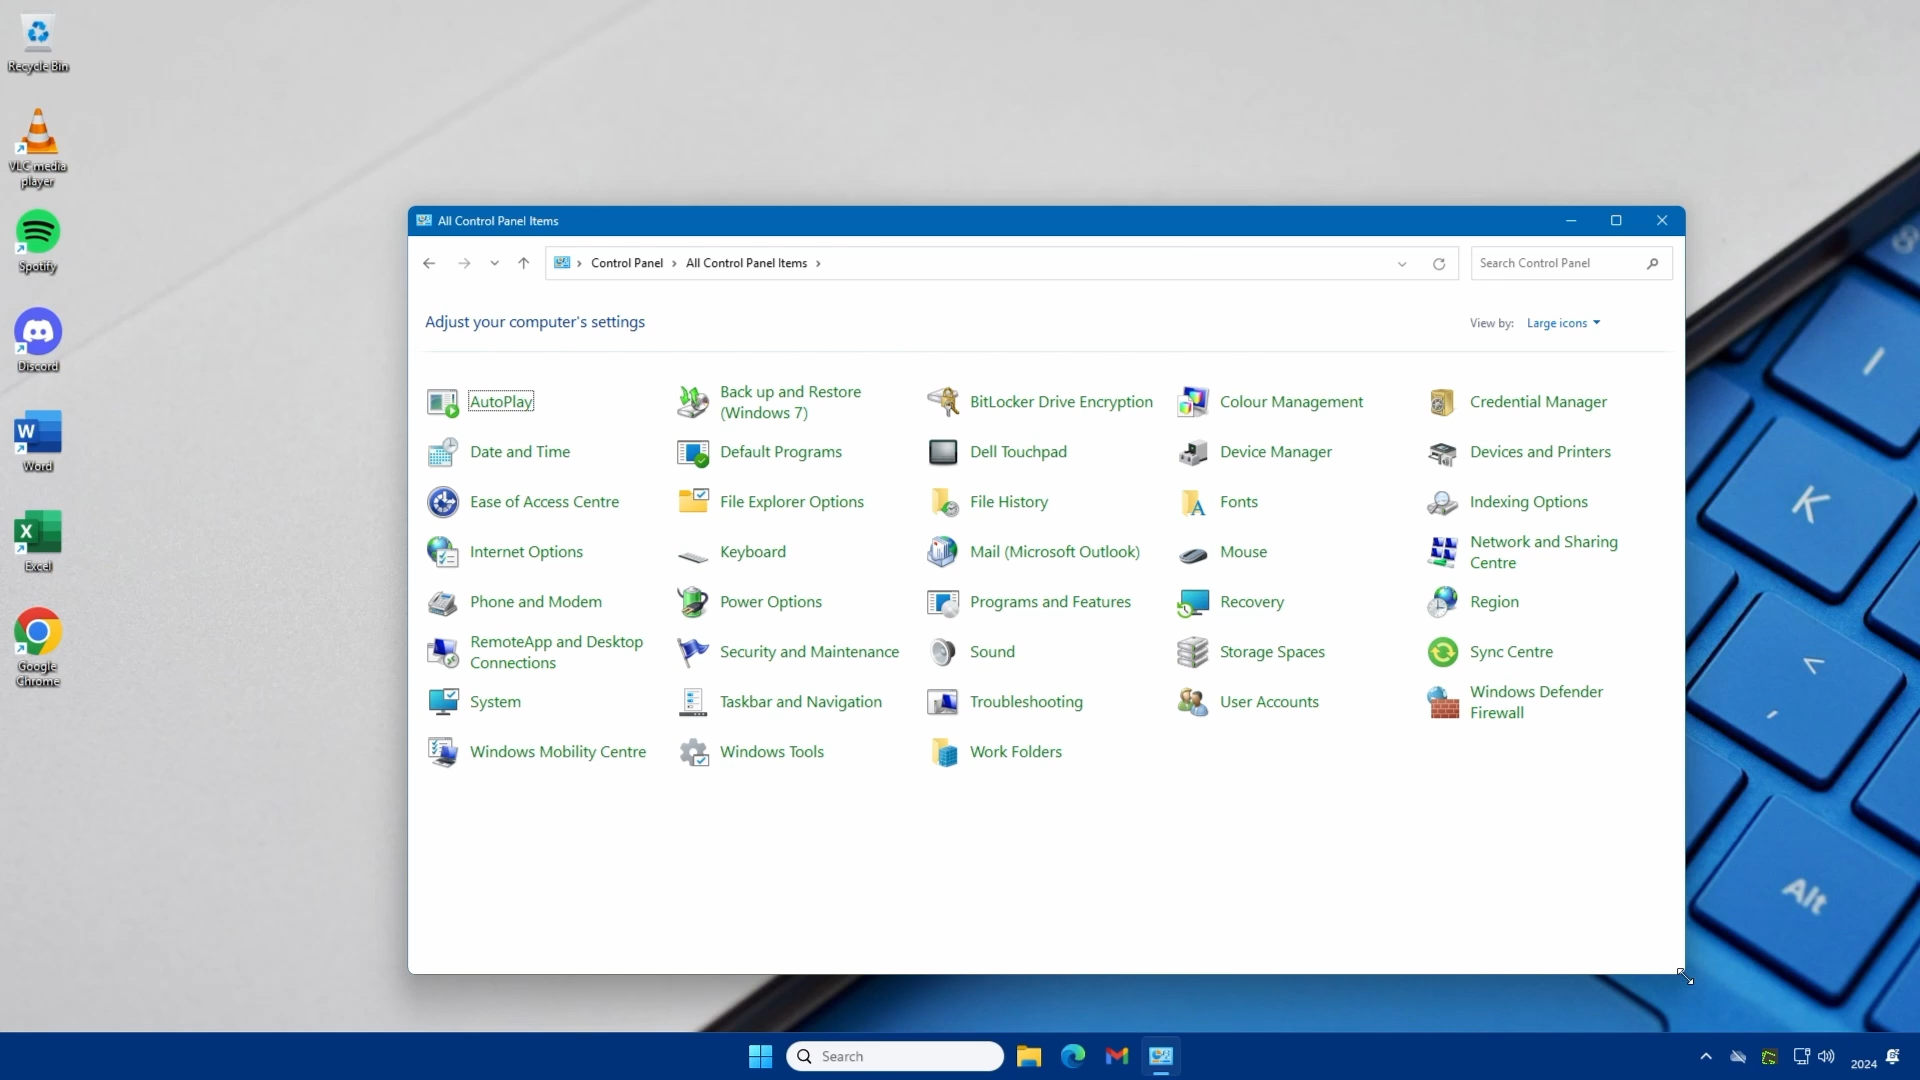 Recycle Bin
VLC media
player
Spotify
Discord
W
Word
X
Excel
Google
Chrome
All Control Panel Items
Control Panel
All Control Panel Items
Search Control Panel
Adjust your computer's settings
View by: Large icons
AutoPlay
Back up and Restore
(Windows 7)
BitLocker Drive Encryption
Colour Management
Credential Manager
Date and Time
Default Programs
Dell Touchpad
Device Manager
Devices and Printers
Ease of Access Centre
File Explorer Options
File History
Fonts
Indexing Options
Internet Options
Keyboard
Mail (Microsoft Outlook)
Mouse
Network and Sharing
Centre
Phone and Modem
Power Options
Programs and Features
Recovery
Region
RemoteApp and Desktop
Connections
Security and Maintenance
Sound
Storage Spaces
Sync Centre
System
Taskbar and Navigation
Troubleshooting
User Accounts
Windows Defender
Firewall
Windows Mobility Centre
Windows Tools
Work Folders
8
I
K
<
,
Alt
Search
2024